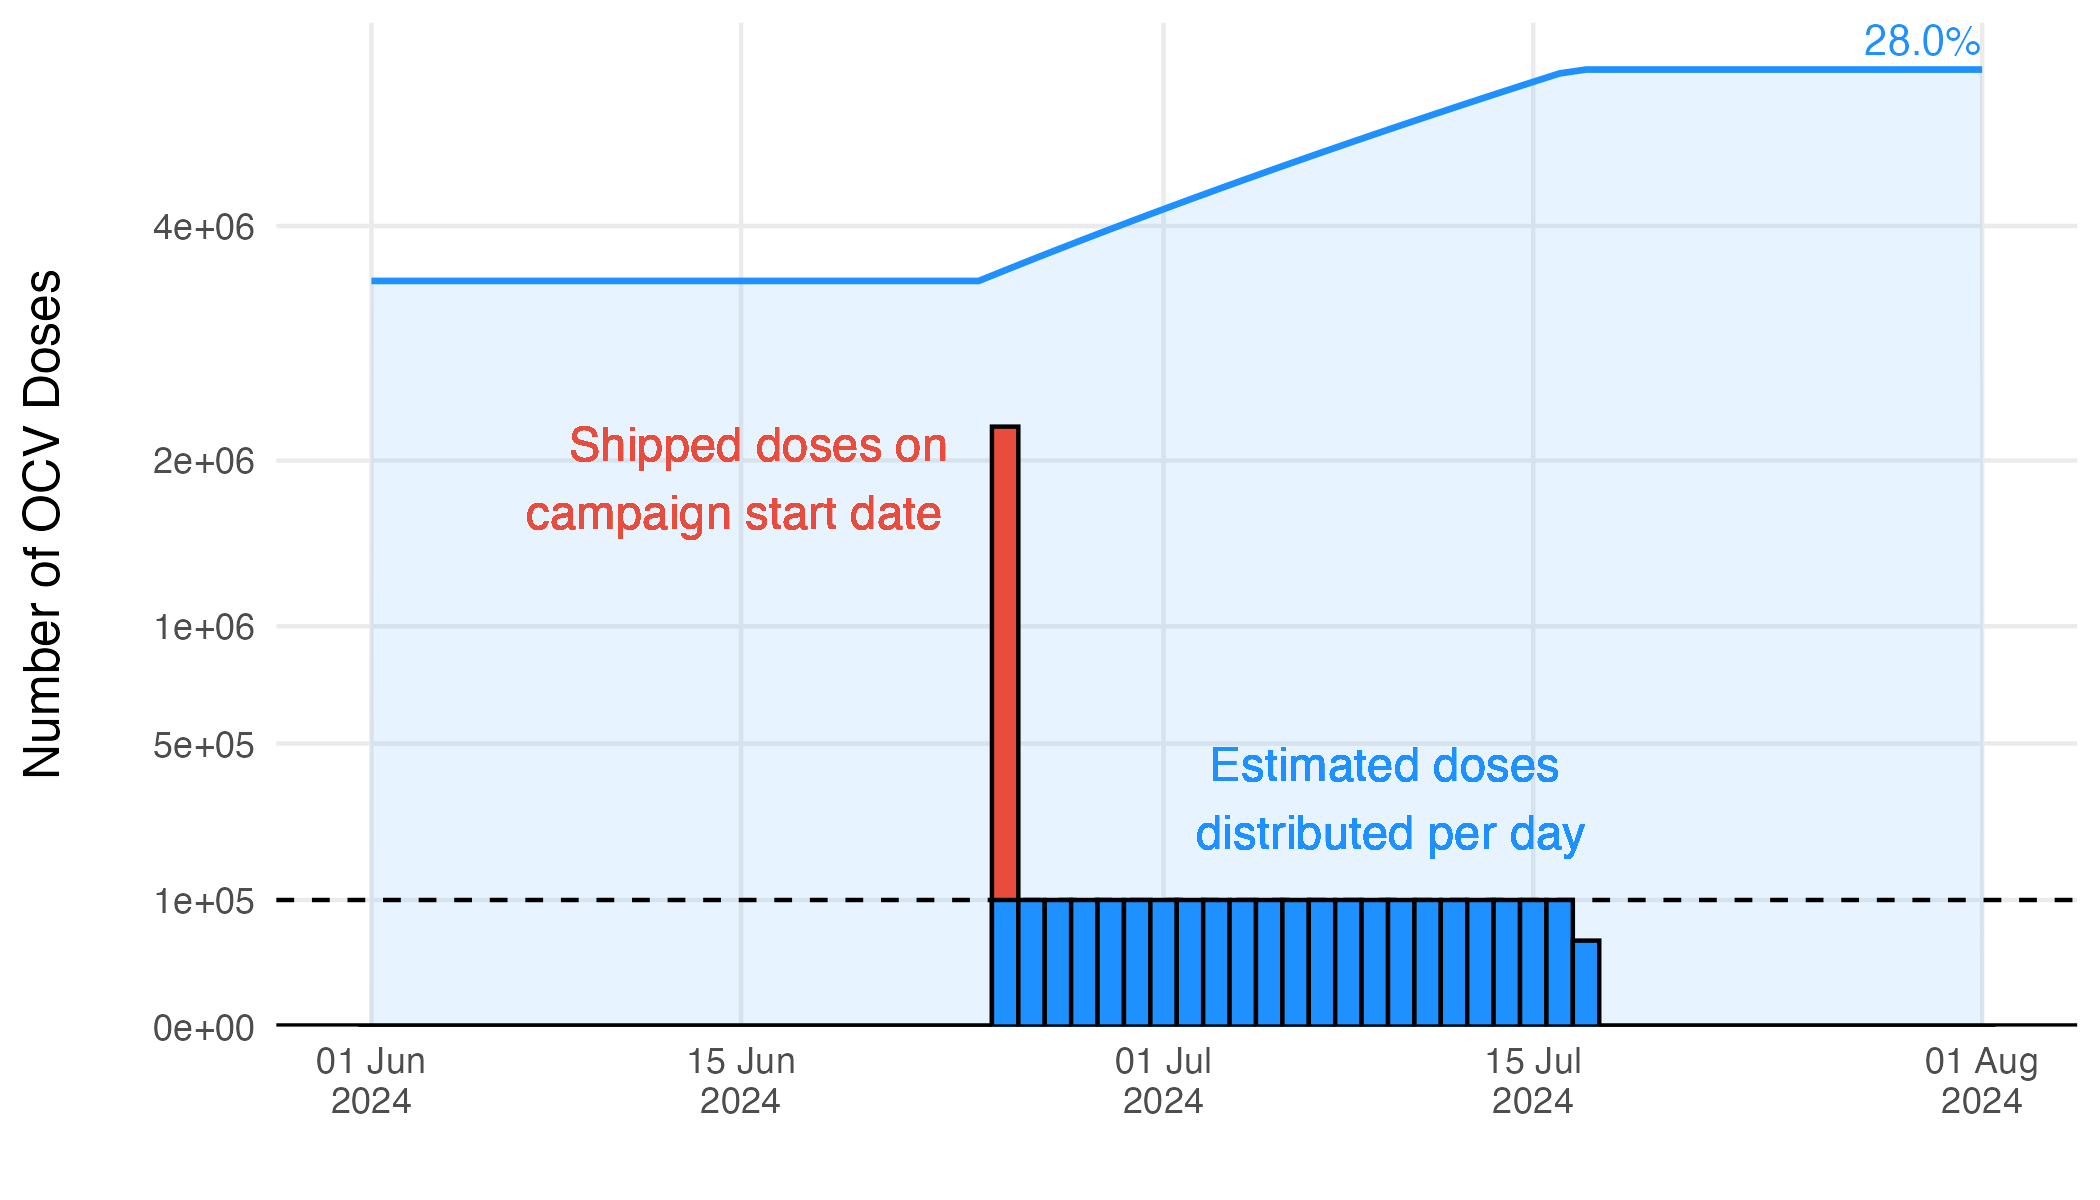 28.0%
Number of OCV Doses
4e+06
2e+06
1e+06
5e+05
1e+05
0e+00
Shipped doses on
campaign start date
Estimated doses
distributed per day
01 Jun
2024
15 Jun
2024
01 Jul
2024
15 Jul
2024
01 Aug
2024